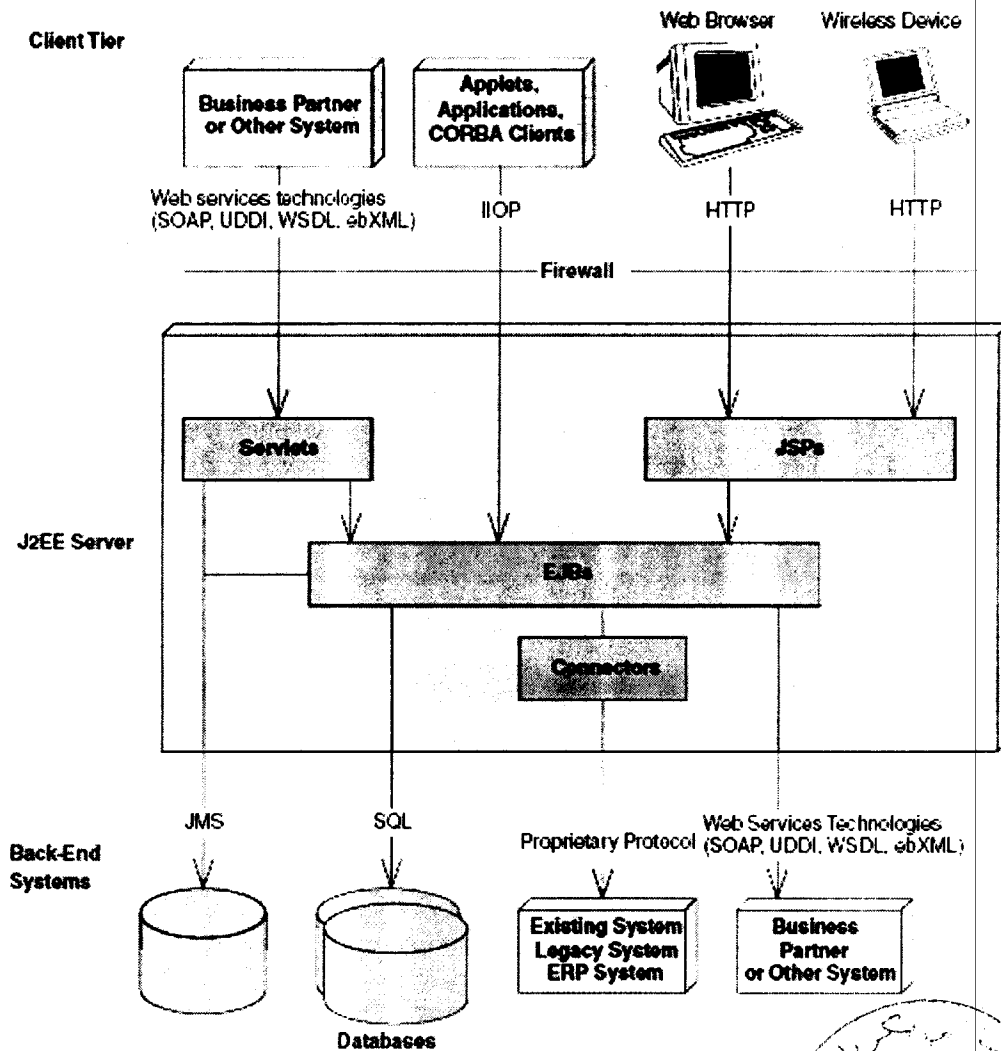 Web Browser
Wireless Device
Client Tier
Business Partner
or Other System
Applets,
Applications,
CORBA Clients
Web services technologies
(SOAP, UDDI, WSDL, ebXML)
IIOP
HTTP
HTTP
Firewall
Servlets
JSPs
J2EE Server
EJBs
Connectors
JMS
SQL
Proprietary Protocol
Web Services Technologies
(SOAP, UDDI, WSDL, ebXML)
Back-End
Systems
Existing System
Legacy System
ERP System
Business
Partner
or Other System
Databases